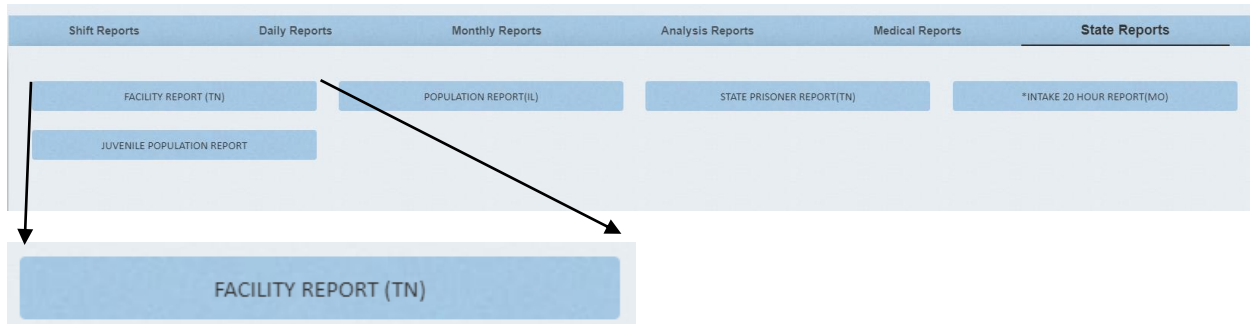 Shift Reports Daily Reports Monthly Reports Analysis Reports Medical Reports State Reports
FACILITY REPORT (TN) POPULATION REPORT(IL) STATE PRISONER REPORT(TN) *INTAKE 20 HOUR REPORT(MO)
JUVENILE POPULATION REPORT
FACILITY REPORT (TN)